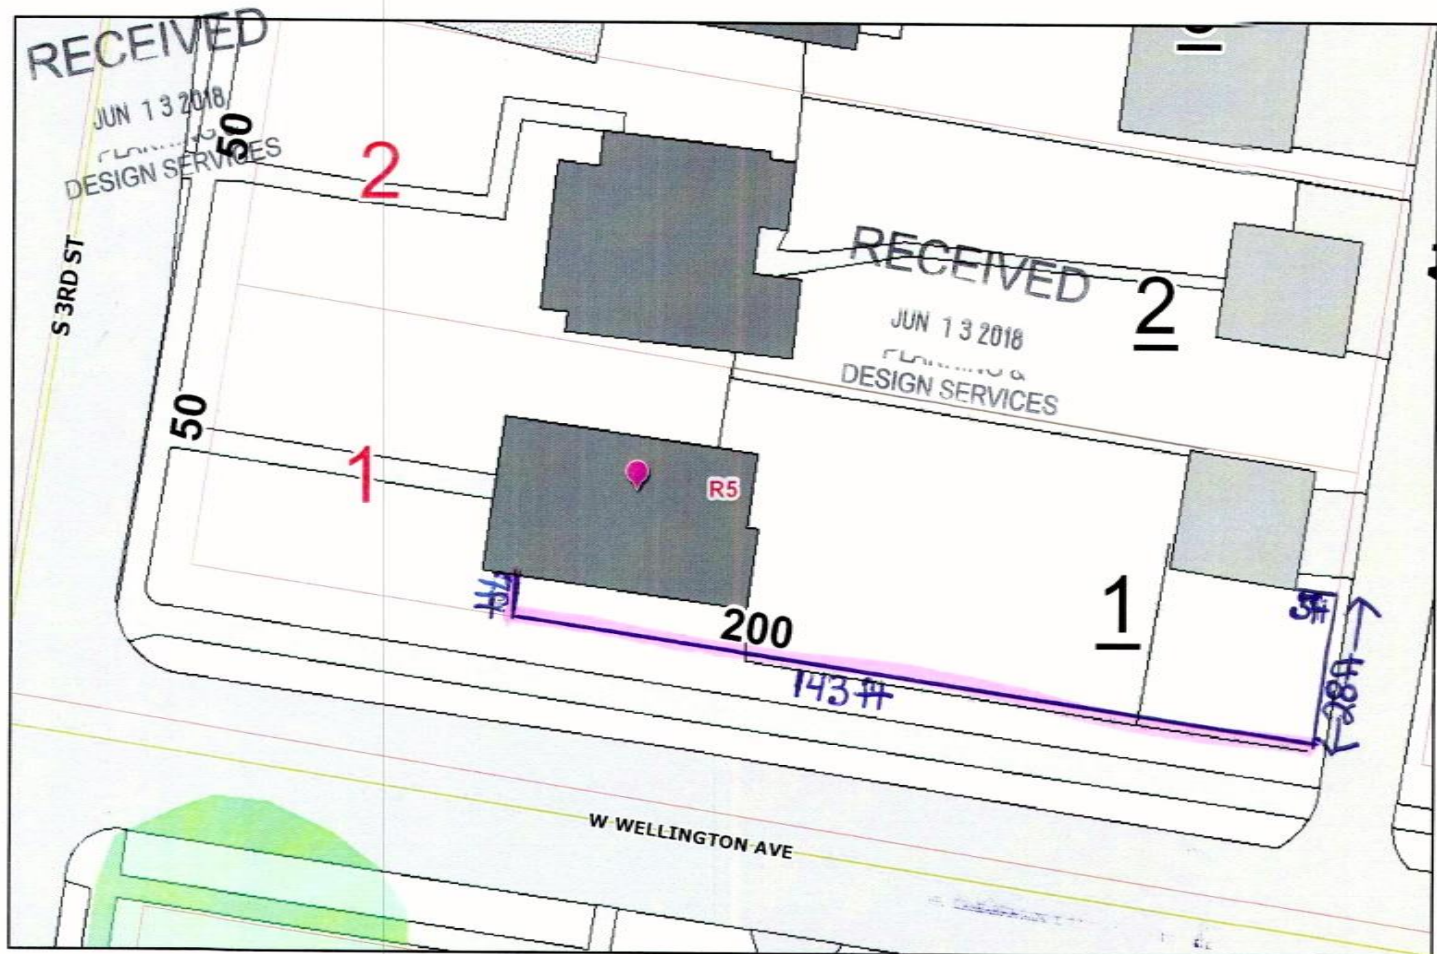 RECEIVED
JUN 13 2018
DESIGN SERVICES
50
2
S 3RD ST
RECEIVED
JUN 13 2018
&
DESIGN SERVICES
2
50
1
R5
200
143 ft
1
28ft
W WELLINGTON AVE